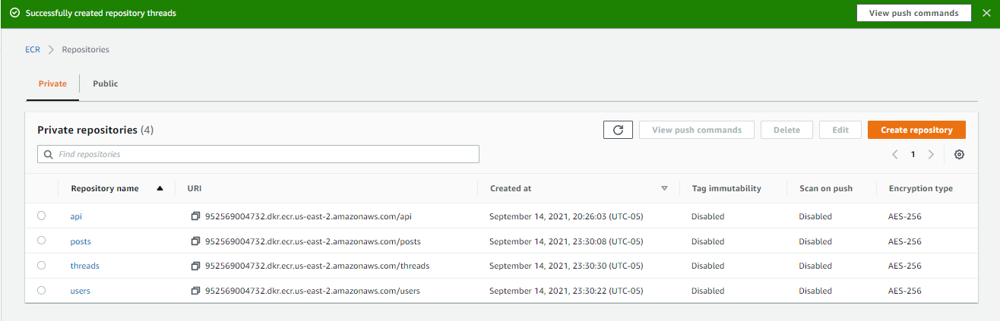 Successfully created repository threads View push commands
ECR Repositories
Private Public
Private repositories (4) View push commands Delete Edit Create repository
Find repositories 1
Repository name URI Created at Tag immutability Scan on push Encryption type
api 952569004732.dkr.ecr.us-east-2.amazonaws.com/api September 14, 2021, 20:26:03 (UTC-05) Disabled Disabled AES-256
posts 952569004732.dkr.ecr.us-east-2.amazonaws.com/posts September 14, 2021, 23:30:08 (UTC-05) Disabled Disabled AES-256
threads 952569004732.dkr.ecr.us-east-2.amazonaws.com/threads September 14, 2021, 23:30:30 (UTC-05) Disabled Disabled AES-256
users 952569004732.dkr.ecr.us-east-2.amazonaws.com/users September 14, 2021, 23:30:22 (UTC-05) Disabled Disabled AES-256